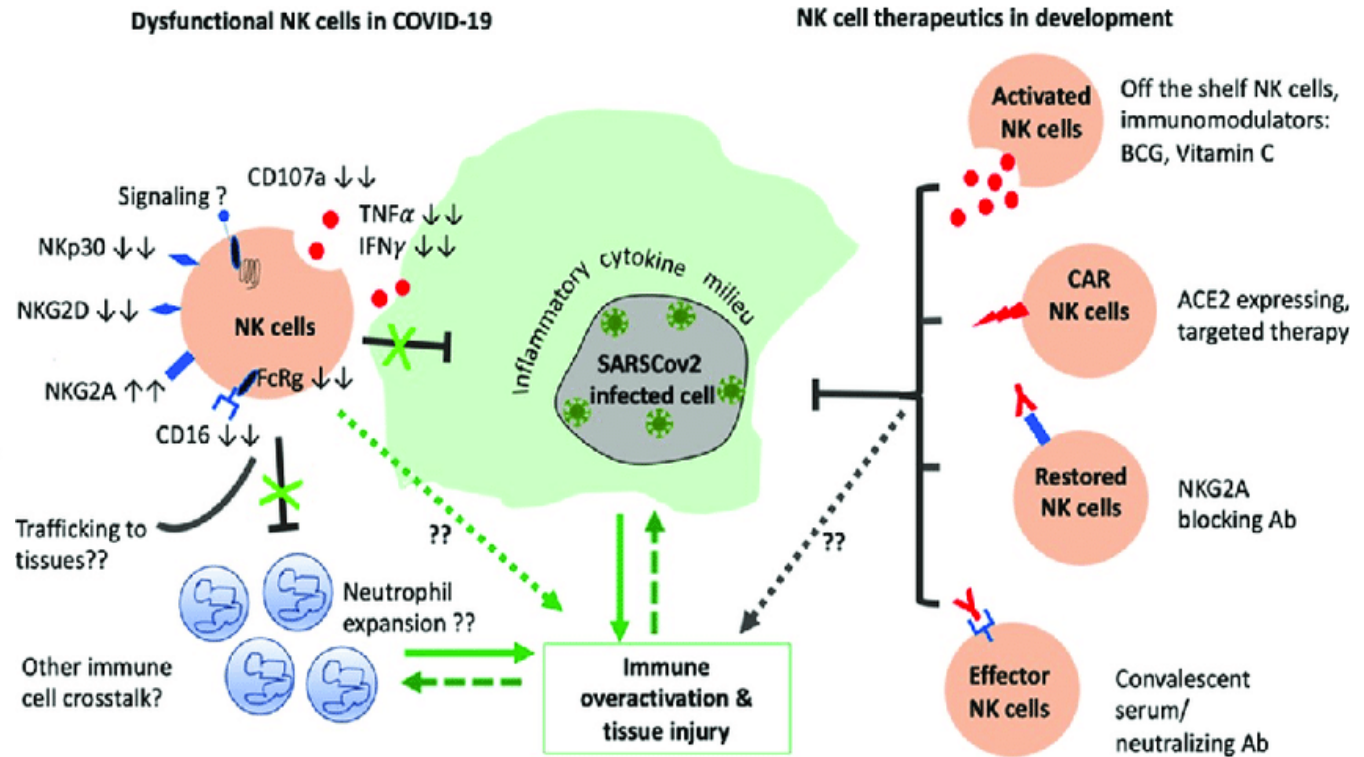 Dysfunctional NK cells in COVID-19
NK cell therapeutics in development
Signaling ?
CD107a ↓↓
TNFα ↓↓
IFNγ ↓↓
NKp30 ↓↓
NKG2D ↓↓
NK cells
NKG2A ↑↑
FcRg ↓↓
CD16 ↓↓
Trafficking to
tissues??
Neutrophil
expansion ??
Other immune
cell crosstalk?
Inflammatory cytokine milieu
SARSCov2
infected cell
??
Immune
overactivation &
tissue injury
??
Activated
NK cells
Off the shelf NK cells,
immunomodulators:
BCG, Vitamin C
CAR
NK cells
ACE2 expressing,
targeted therapy
Restored
NK cells
NKG2A
blocking Ab
Effector
NK cells
Convalescent
serum/
neutralizing Ab